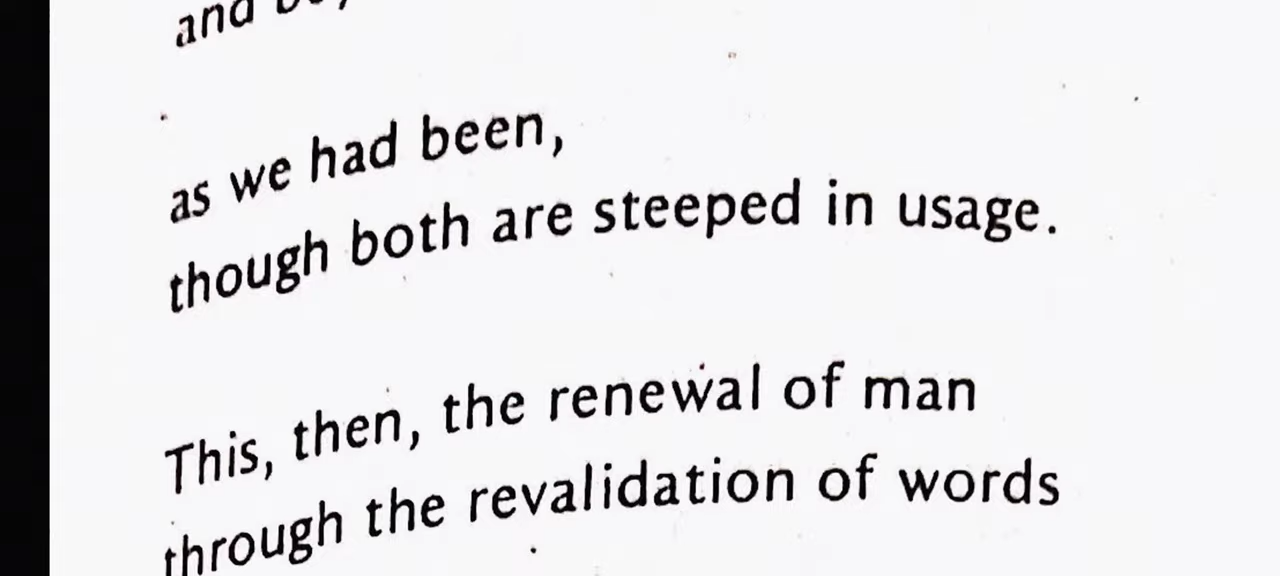 and
as we had been,
though both are steeped in usage.
This, then, the renewal of man
through the revalidation of words